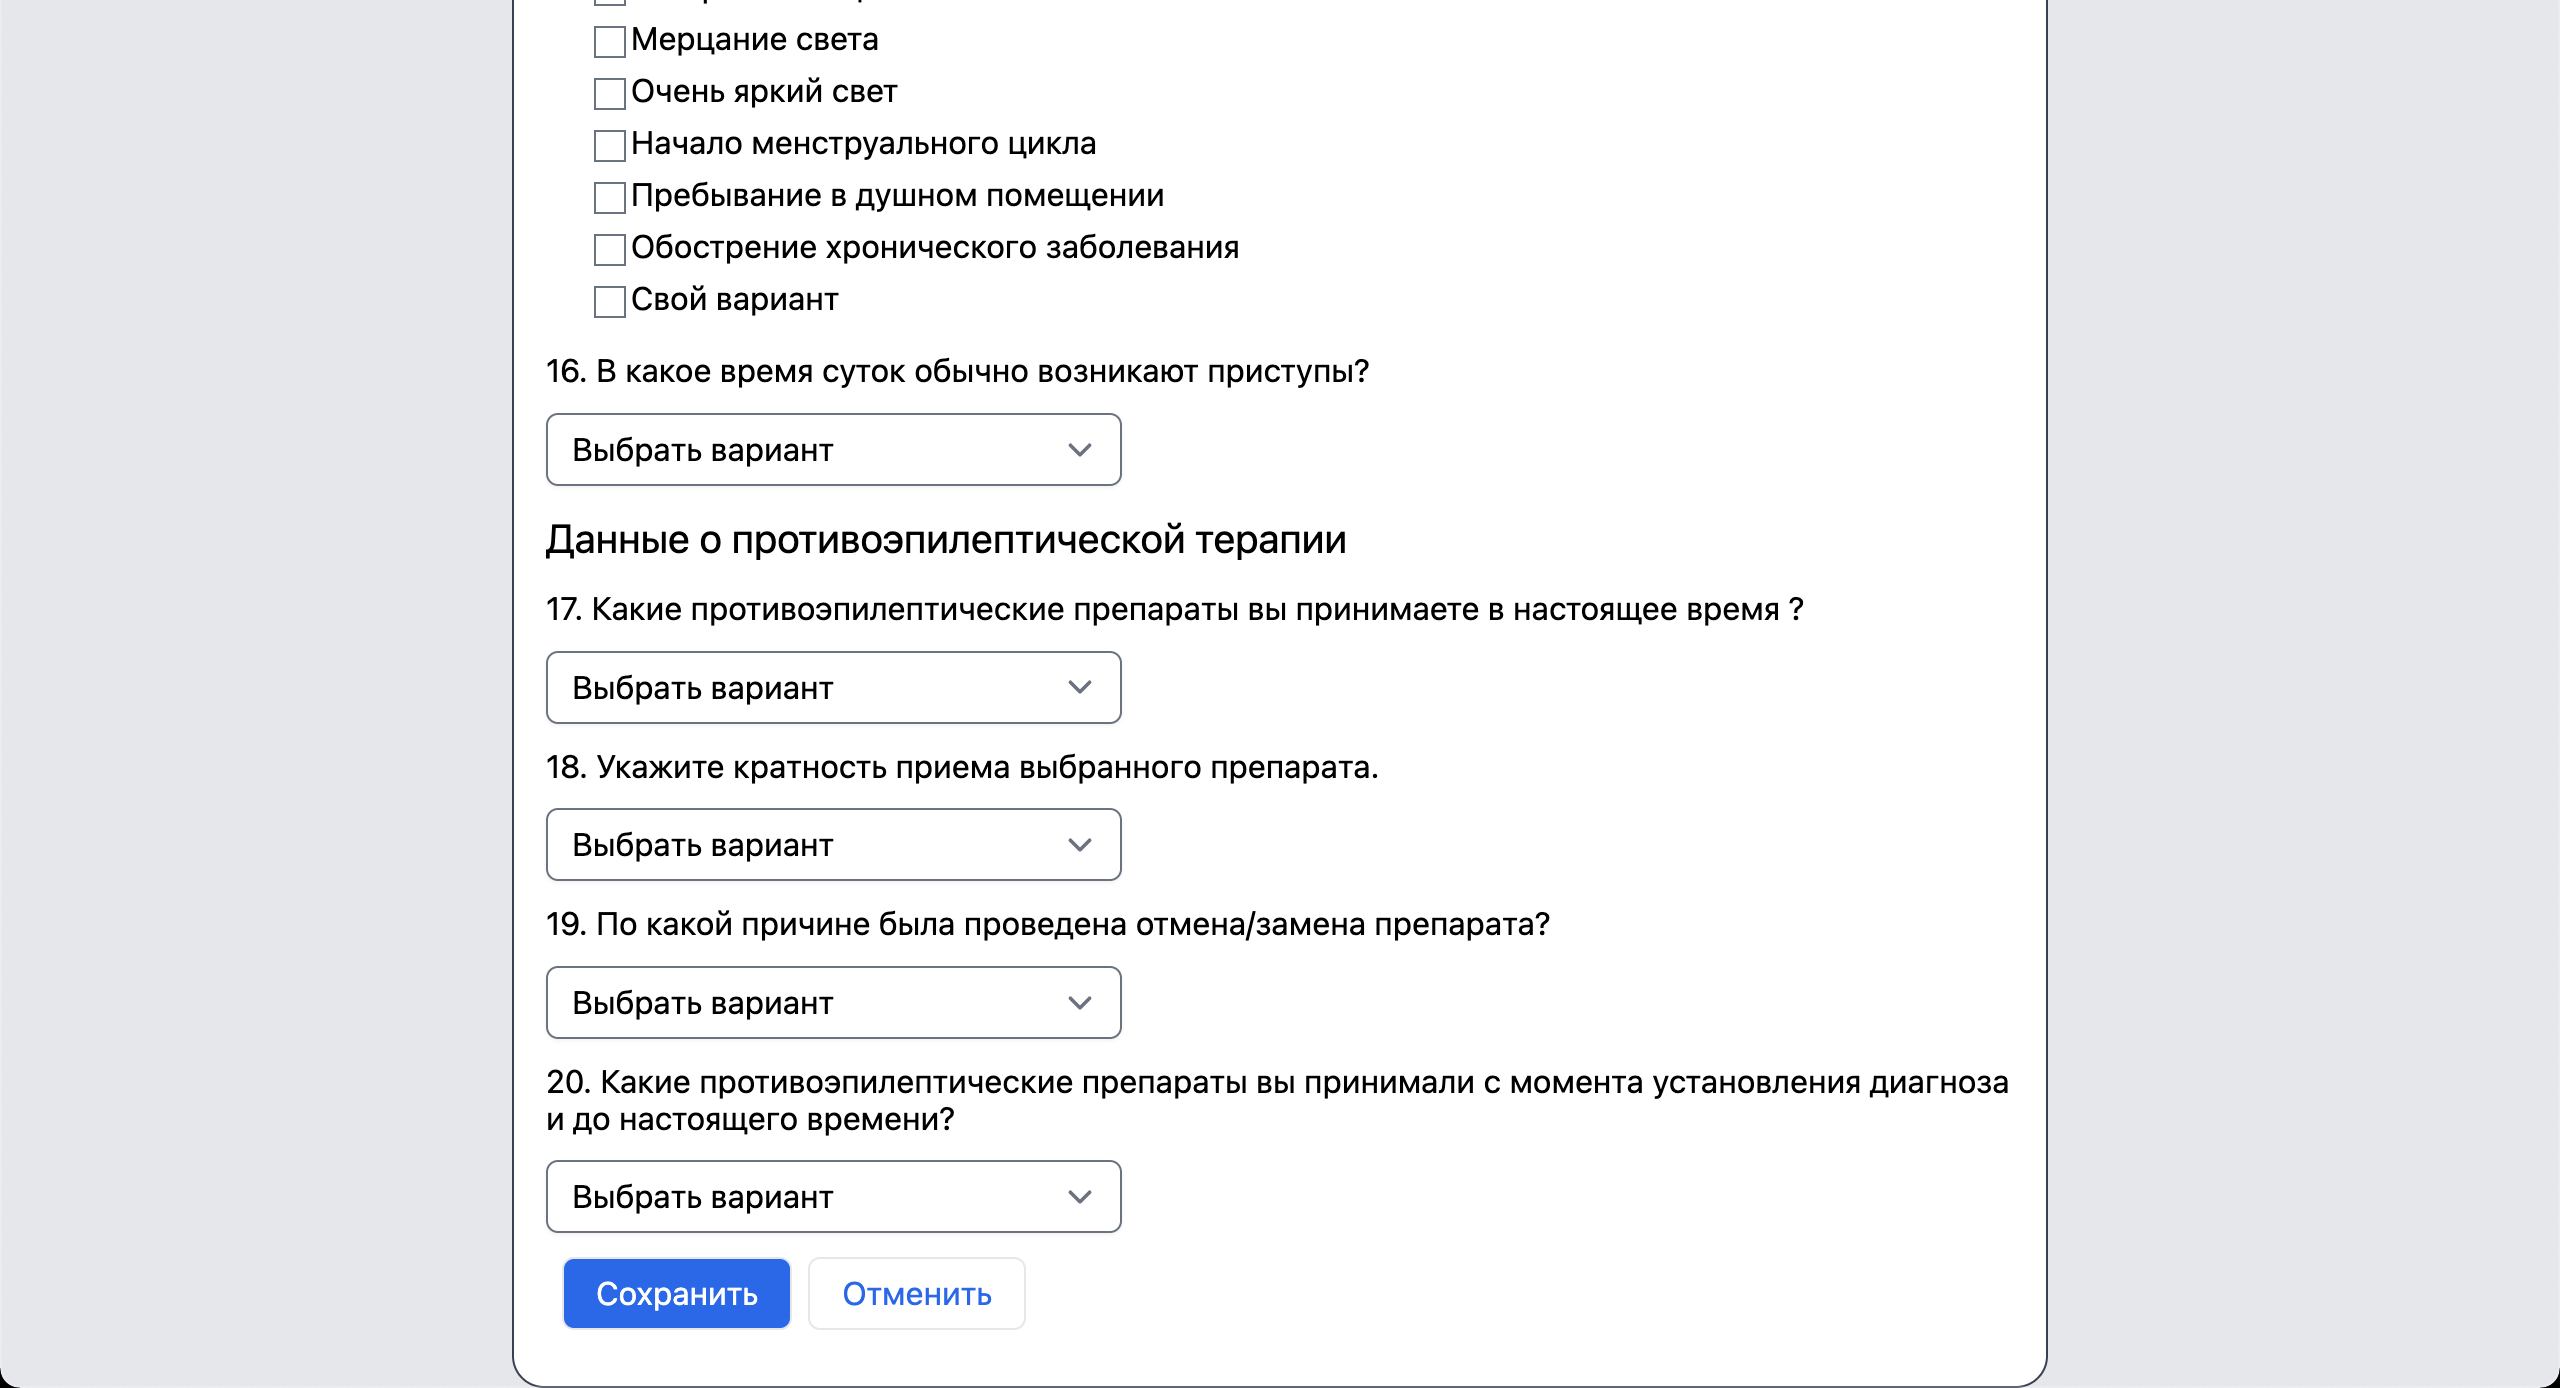 Мерцание света
Очень яркий свет
Начало менструального цикла
Пребывание в душном помещении
Обострение хронического заболевания
Свой вариант
16. В какое время суток обычно возникают приступы?
Выбрать вариант
Данные о противоэпилептической терапии
17. Какие противоэпилептические препараты вы принимаете в настоящее время ?
Выбрать вариант
18. Укажите кратность приема выбранного препарата.
Выбрать вариант
19. По какой причине была проведена отмена/замена препарата?
Выбрать вариант
20. Какие противоэпилептические препараты вы принимали с момента установления диагноза
и до настоящего времени?
Выбрать вариант
Сохранить
Отменить